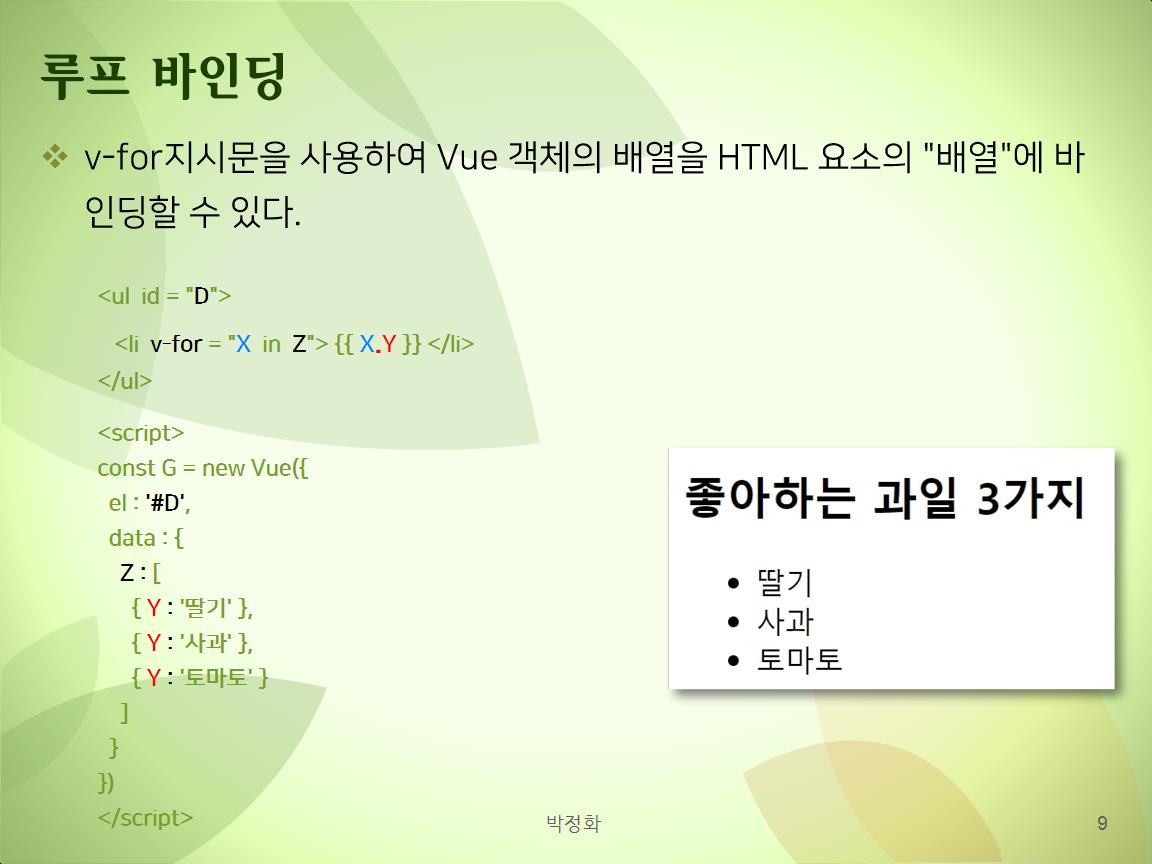 루프 바인딩
❖ v-for지시문을 사용하여 Vue 객체의 배열을 HTML 요소의 "배열"에 바
인딩할 수 있다.
<ul id = "D">
<li v-for = "X in Z"> {{ X.Y }} </li>
</ul>
<script>
const G = new Vue({
el : '#D',
data : {
Z : [
{ Y : '딸기' },
{ Y : '사과' },
{ Y : '토마토' }
]
}
})
</script>
좋아하는 과일 3가지
• 딸기
• 사과
• 토마토
박정화
9